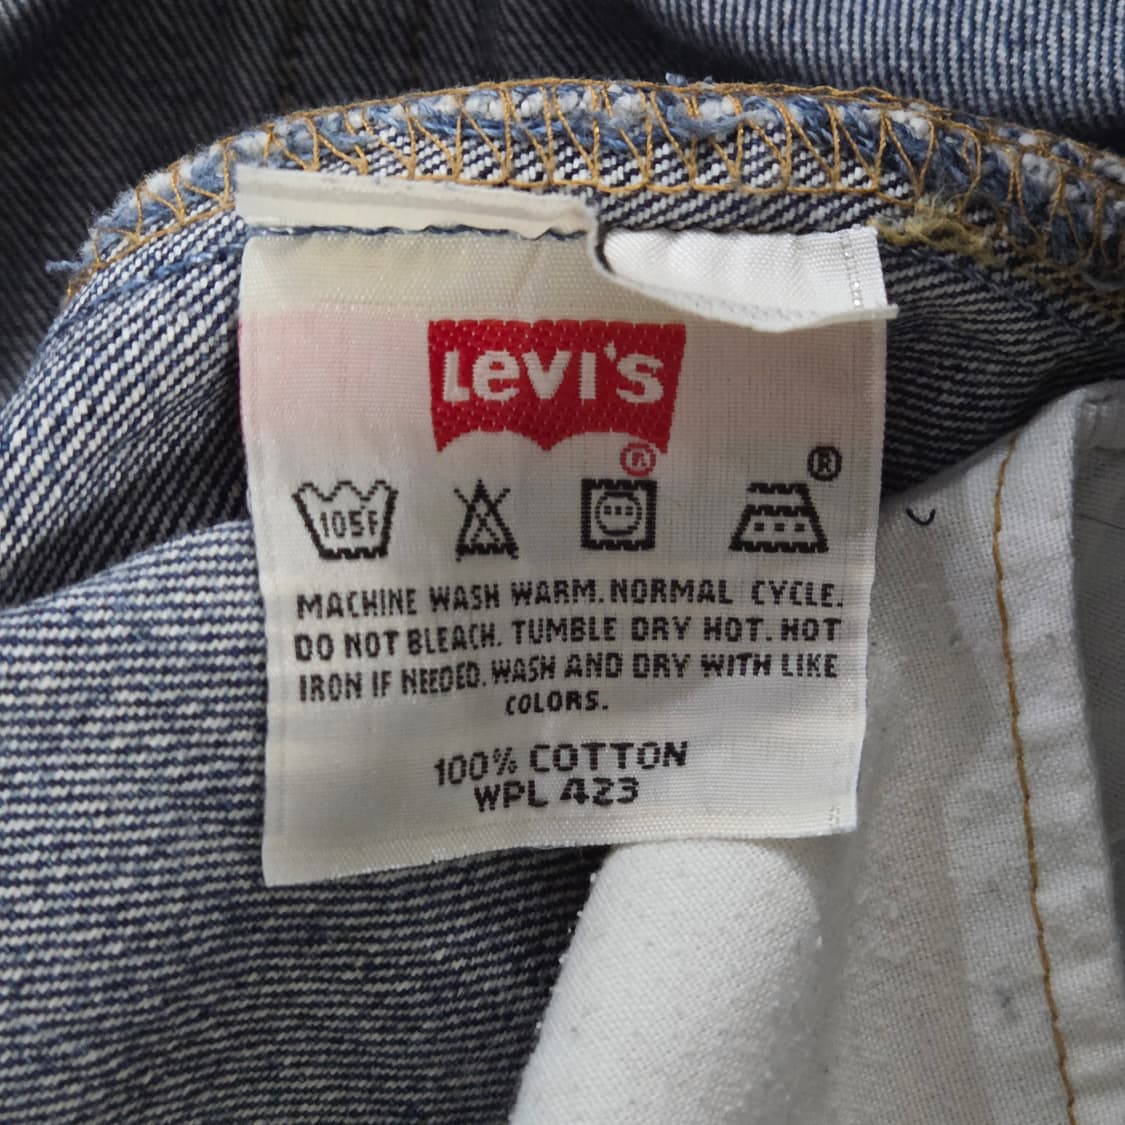 Levi's
®
®
105F
MACHINE WASH WARM. NORMAL CYCLE.
DO NOT BLEACH. TUMBLE DRY HOT. HOT
IRON IF NEEDED. WASH AND DRY WITH LIKE
COLORS.
100% COTTON
WPL 423